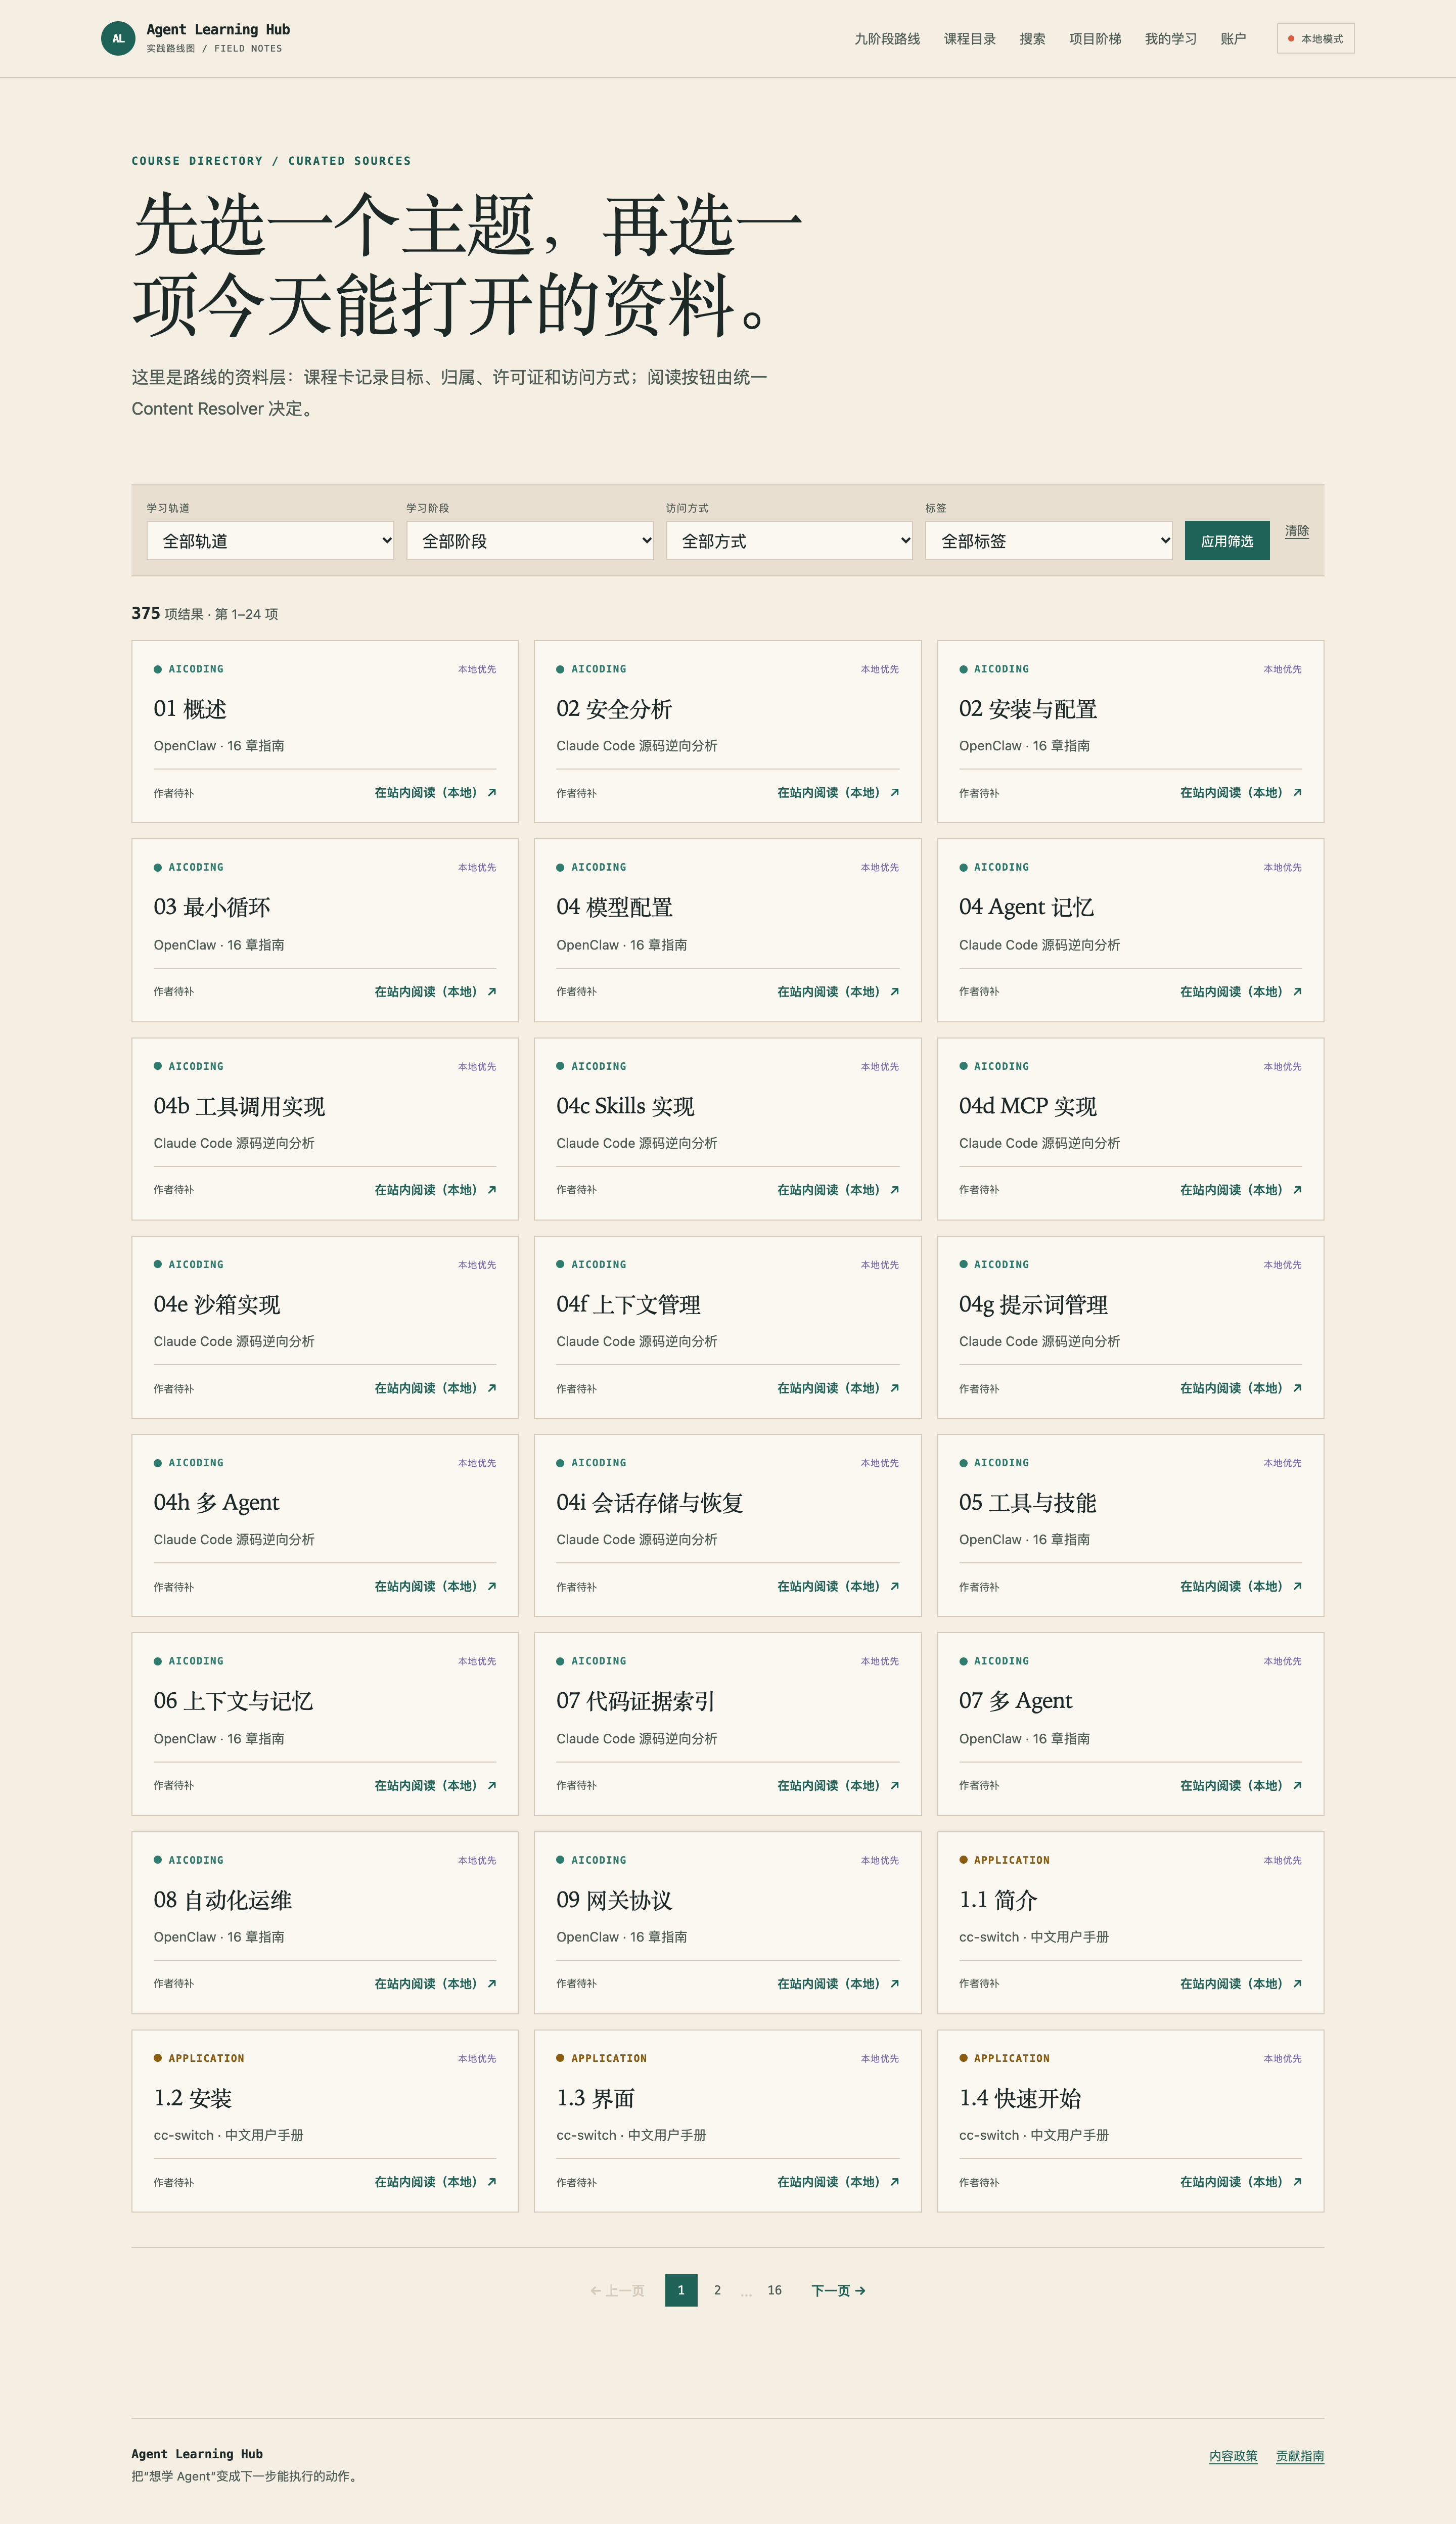 AL
Agent Learning Hub
实践路线图 / FIELD NOTES
九阶段路线 课程目录 搜索 项目阶梯 我的学习 账户 本地模式
COURSE DIRECTORY / CURATED SOURCES
先选一个主题，再选一
项今天能打开的资料。
这里是路线的资料层：课程卡记录目标、归属、许可证和访问方式；阅读按钮由统一
Content Resolver 决定。
学习轨道 学习阶段 访问方式 标签
全部轨道 全部阶段 全部方式 全部标签 应用筛选 清除
375 项结果 · 第 1–24 项
AICODING 本地优先 AICODING 本地优先 AICODING 本地优先
01 概述 02 安全分析 02 安装与配置
OpenClaw · 16 章指南 Claude Code 源码逆向分析 OpenClaw · 16 章指南
作者待补 在站内阅读（本地） ↗ 作者待补 在站内阅读（本地） ↗ 作者待补 在站内阅读（本地） ↗
AICODING 本地优先 AICODING 本地优先 AICODING 本地优先
03 最小循环 04 模型配置 04 Agent 记忆
OpenClaw · 16 章指南 OpenClaw · 16 章指南 Claude Code 源码逆向分析
作者待补 在站内阅读（本地） ↗ 作者待补 在站内阅读（本地） ↗ 作者待补 在站内阅读（本地） ↗
AICODING 本地优先 AICODING 本地优先 AICODING 本地优先
04b 工具调用实现 04c Skills 实现 04d MCP 实现
Claude Code 源码逆向分析 Claude Code 源码逆向分析 Claude Code 源码逆向分析
作者待补 在站内阅读（本地） ↗ 作者待补 在站内阅读（本地） ↗ 作者待补 在站内阅读（本地） ↗
AICODING 本地优先 AICODING 本地优先 AICODING 本地优先
04e 沙箱实现 04f 上下文管理 04g 提示词管理
Claude Code 源码逆向分析 Claude Code 源码逆向分析 Claude Code 源码逆向分析
作者待补 在站内阅读（本地） ↗ 作者待补 在站内阅读（本地） ↗ 作者待补 在站内阅读（本地） ↗
AICODING 本地优先 AICODING 本地优先 AICODING 本地优先
04h 多 Agent 04i 会话存储与恢复 05 工具与技能
Claude Code 源码逆向分析 Claude Code 源码逆向分析 OpenClaw · 16 章指南
作者待补 在站内阅读（本地） ↗ 作者待补 在站内阅读（本地） ↗ 作者待补 在站内阅读（本地） ↗
AICODING 本地优先 AICODING 本地优先 AICODING 本地优先
06 上下文与记忆 07 代码证据索引 07 多 Agent
OpenClaw · 16 章指南 Claude Code 源码逆向分析 OpenClaw · 16 章指南
作者待补 在站内阅读（本地） ↗ 作者待补 在站内阅读（本地） ↗ 作者待补 在站内阅读（本地） ↗
AICODING 本地优先 AICODING 本地优先 APPLICATION 本地优先
08 自动化运维 09 网关协议 1.1 简介
OpenClaw · 16 章指南 OpenClaw · 16 章指南 cc-switch · 中文用户手册
作者待补 在站内阅读（本地） ↗ 作者待补 在站内阅读（本地） ↗ 作者待补 在站内阅读（本地） ↗
APPLICATION 本地优先 APPLICATION 本地优先 APPLICATION 本地优先
1.2 安装 1.3 界面 1.4 快速开始
cc-switch · 中文用户手册 cc-switch · 中文用户手册 cc-switch · 中文用户手册
作者待补 在站内阅读（本地） ↗ 作者待补 在站内阅读（本地） ↗ 作者待补 在站内阅读（本地） ↗
← 上一页 1 2 … 16 下一页 →
Agent Learning Hub 内容政策 贡献指南
把“想学 Agent”变成下一步能执行的动作。